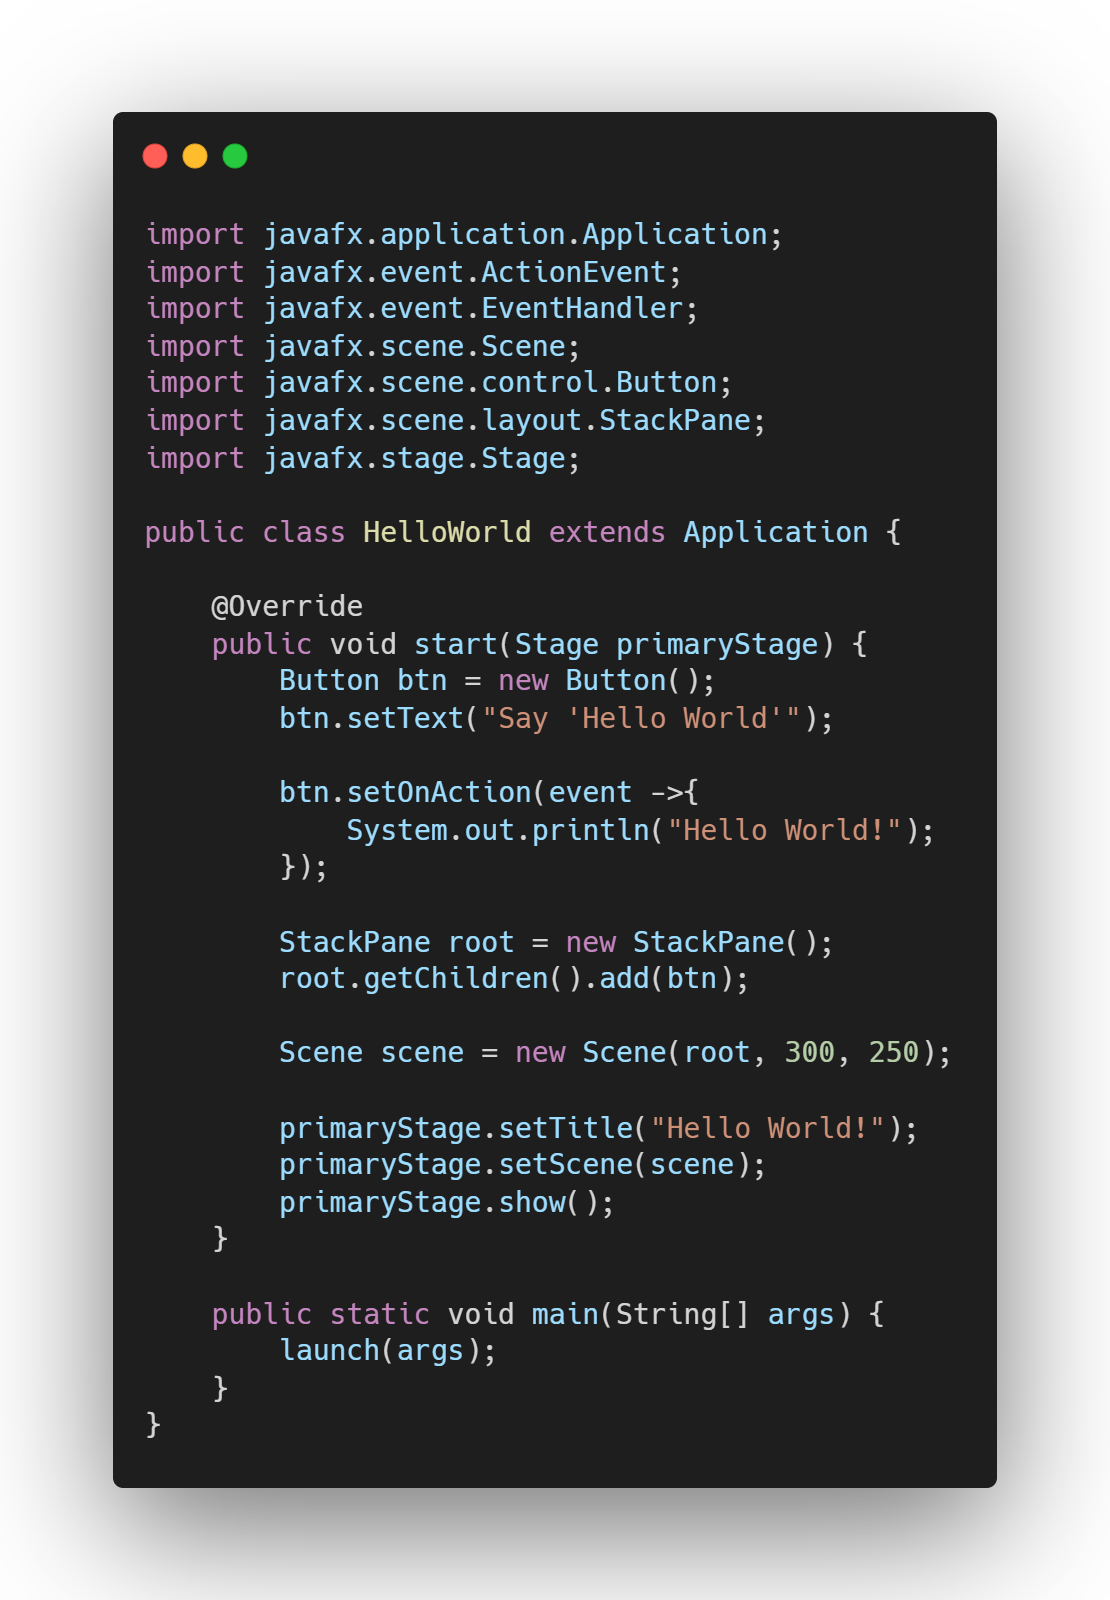 import javafx.application.Application;
import javafx.event.ActionEvent;
import javafx.event.EventHandler;
import javafx.scene.Scene;
import javafx.scene.control.Button;
import javafx.scene.layout.StackPane;
import javafx.stage.Stage;

public class HelloWorld extends Application {

    @Override
    public void start(Stage primaryStage) {
        Button btn = new Button();
        btn.setText("Say 'Hello World'");

        btn.setOnAction(event ->{
            System.out.println("Hello World!");
        });

        StackPane root = new StackPane();
        root.getChildren().add(btn);

        Scene scene = new Scene(root, 300, 250);

        primaryStage.setTitle("Hello World!");
        primaryStage.setScene(scene);
        primaryStage.show();
    }

    public static void main(String[] args) {
        launch(args);
    }
}